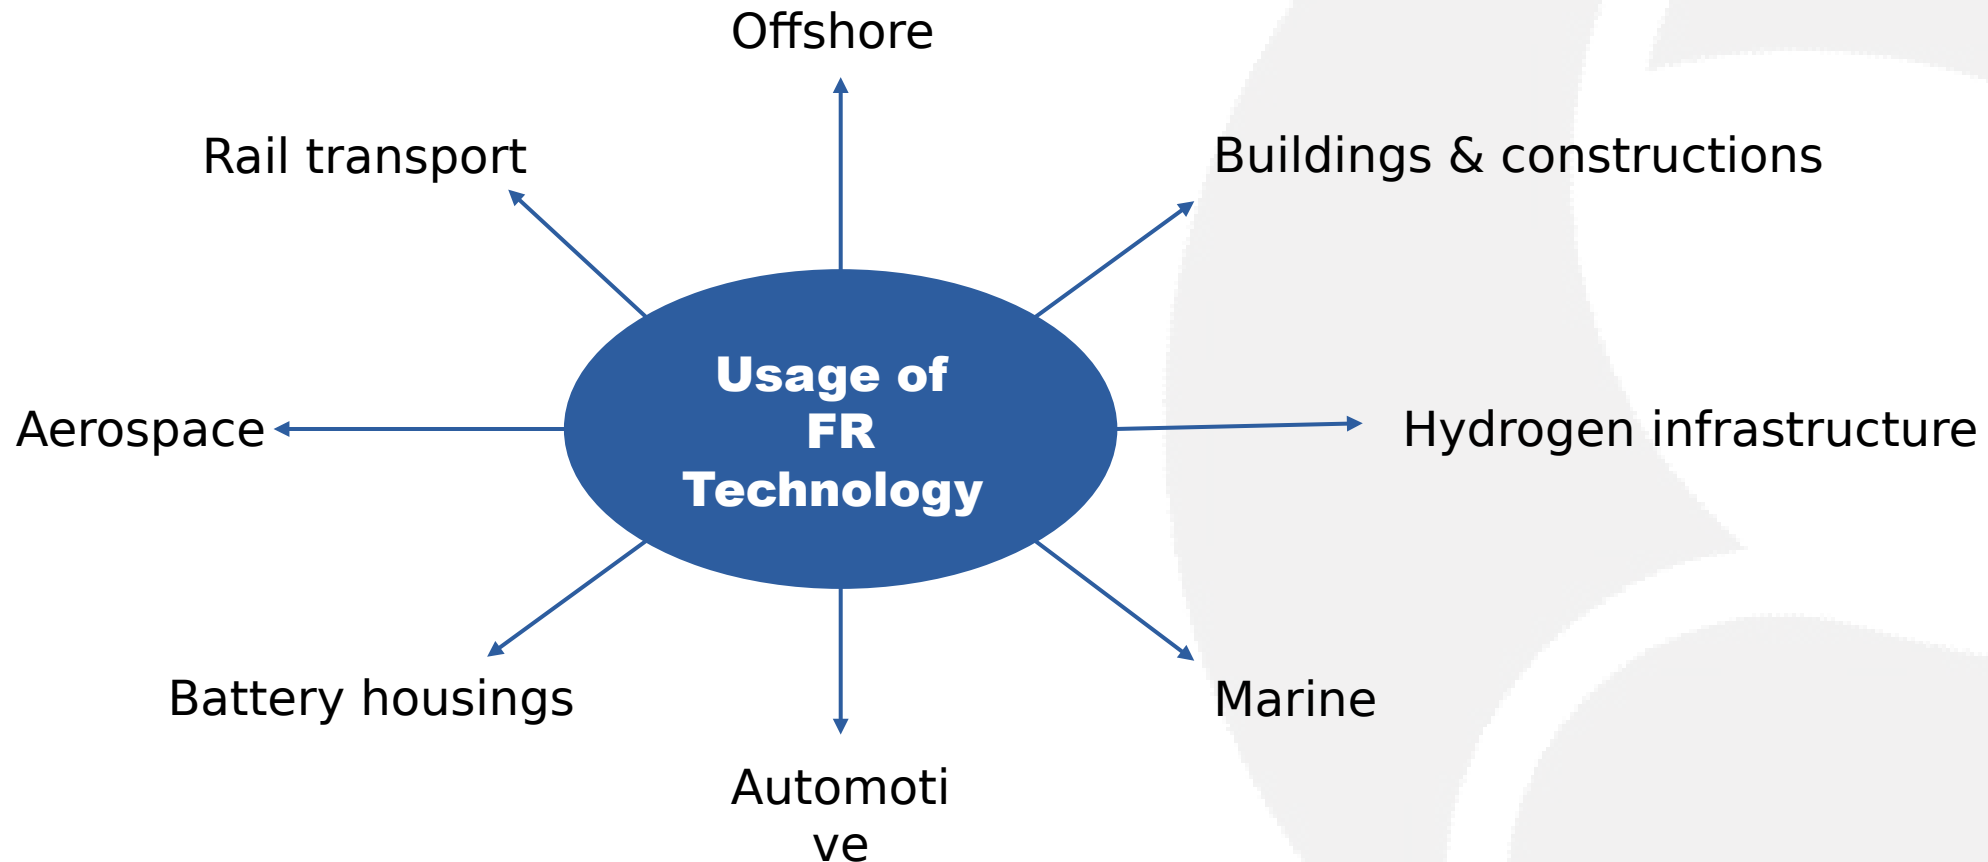 Offshore
Rail transport
Buildings & constructions
Usage of
FR
Technology
Aerospace
Hydrogen infrastructure
Battery housings
Marine
Automoti
ve